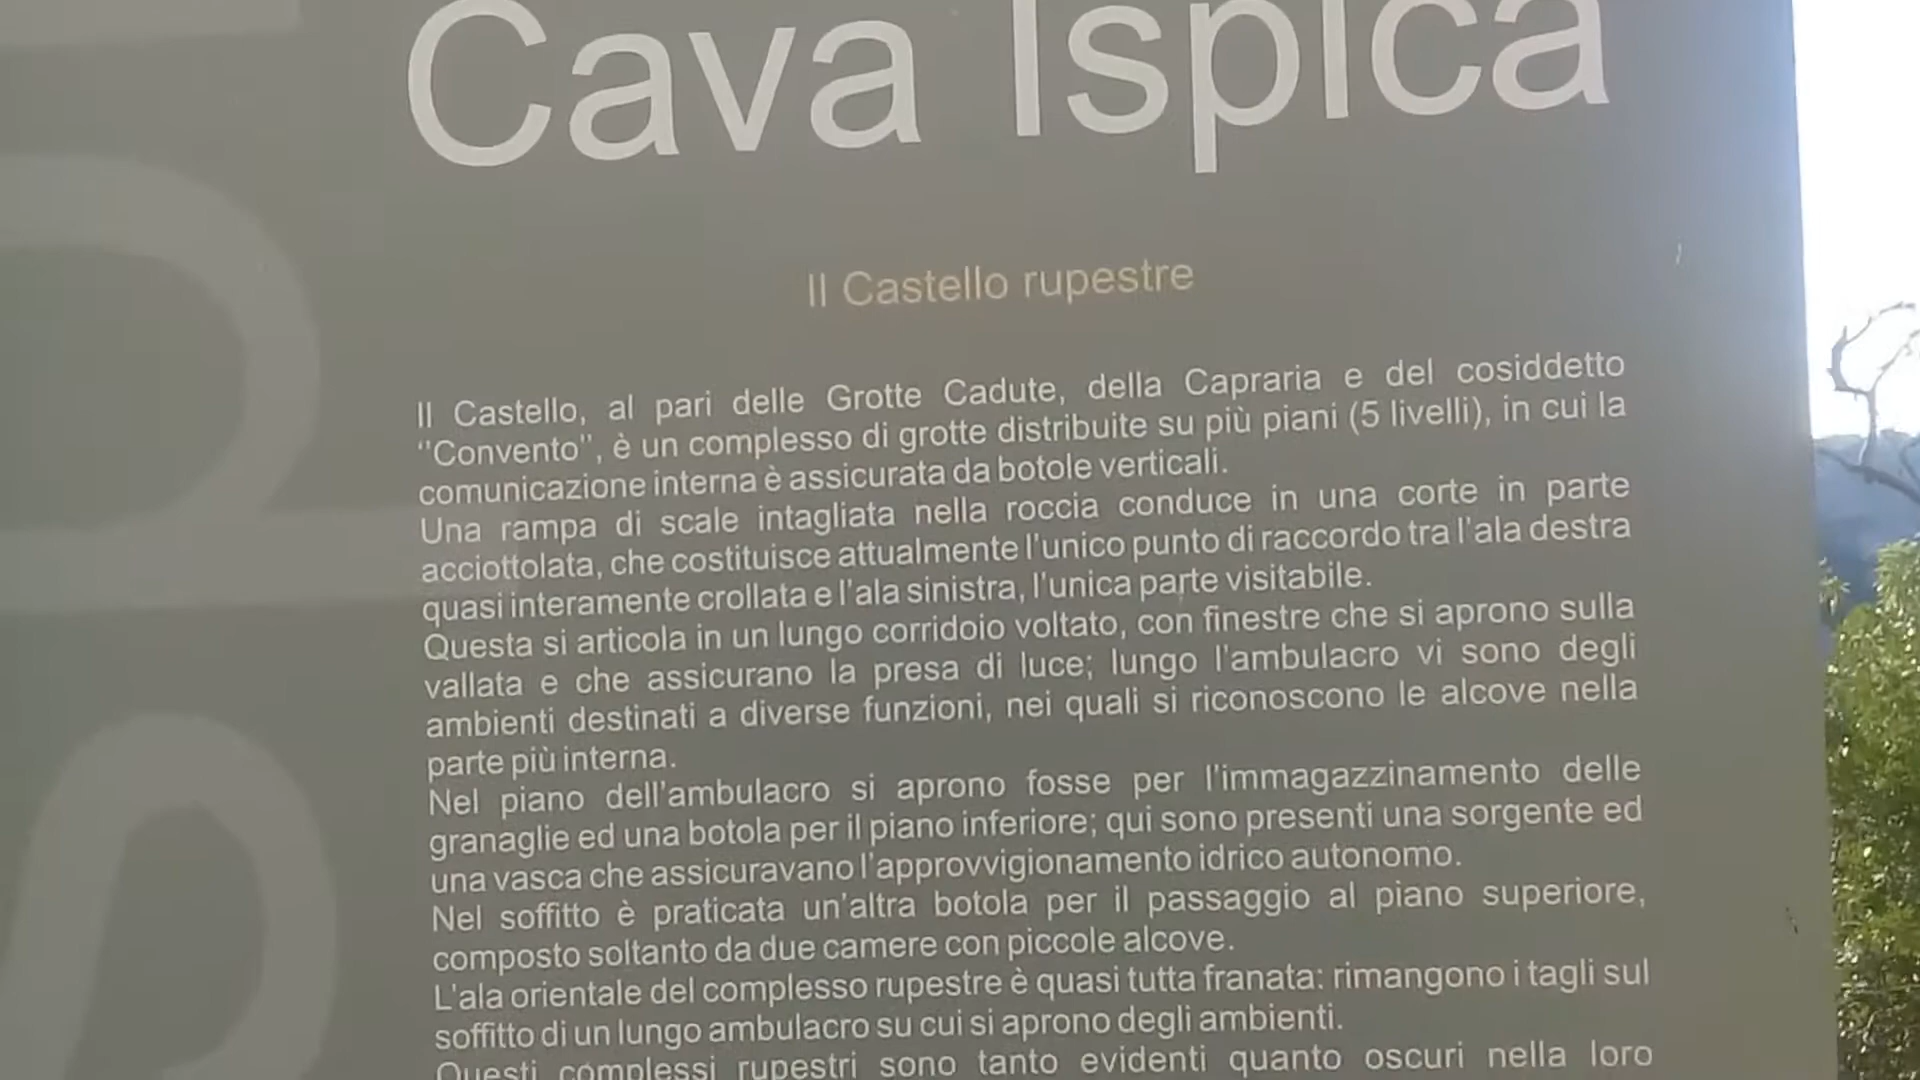 Cava Ispica
Il Castello rupestre
Il Castello, al pari delle Grotte Cadute, della Capraria e del cosiddetto
"Convento", è un complesso di grotte distribuite su più piani (5 livelli), in cui la
comunicazione interna è assicurata da botole verticali.
Una rampa di scale intagliata nella roccia conduce in una corte in parte
acciottolata, che costituisce attualmente l'unico punto di raccordo tra l'ala destra
quasi interamente crollata e l'ala sinistra, l'unica parte visitabile.
Questa si articola in un lungo corridoio voltato, con finestre che si aprono sulla
vallata e che assicurano la presa di luce; lungo l'ambulacro vi sono degli
ambienti destinati a diverse funzioni, nei quali si riconoscono le alcove nella
parte più interna.
Nel piano dell'ambulacro si aprono fosse per l'immagazzinamento delle
granaglie ed una botola per il piano inferiore; qui sono presenti una sorgente ed
una vasca che assicuravano l'approvvigionamento idrico autonomo.
Nel soffitto è praticata un'altra botola per il passaggio al piano superiore,
composto soltanto da due camere con piccole alcove.
L'ala orientale del complesso rupestre è quasi tutta franata: rimangono i tagli sul
soffitto di un lungo ambulacro su cui si aprono degli ambienti.
Questi complessi rupestri sono tanto evidenti quanto oscuri nella loro